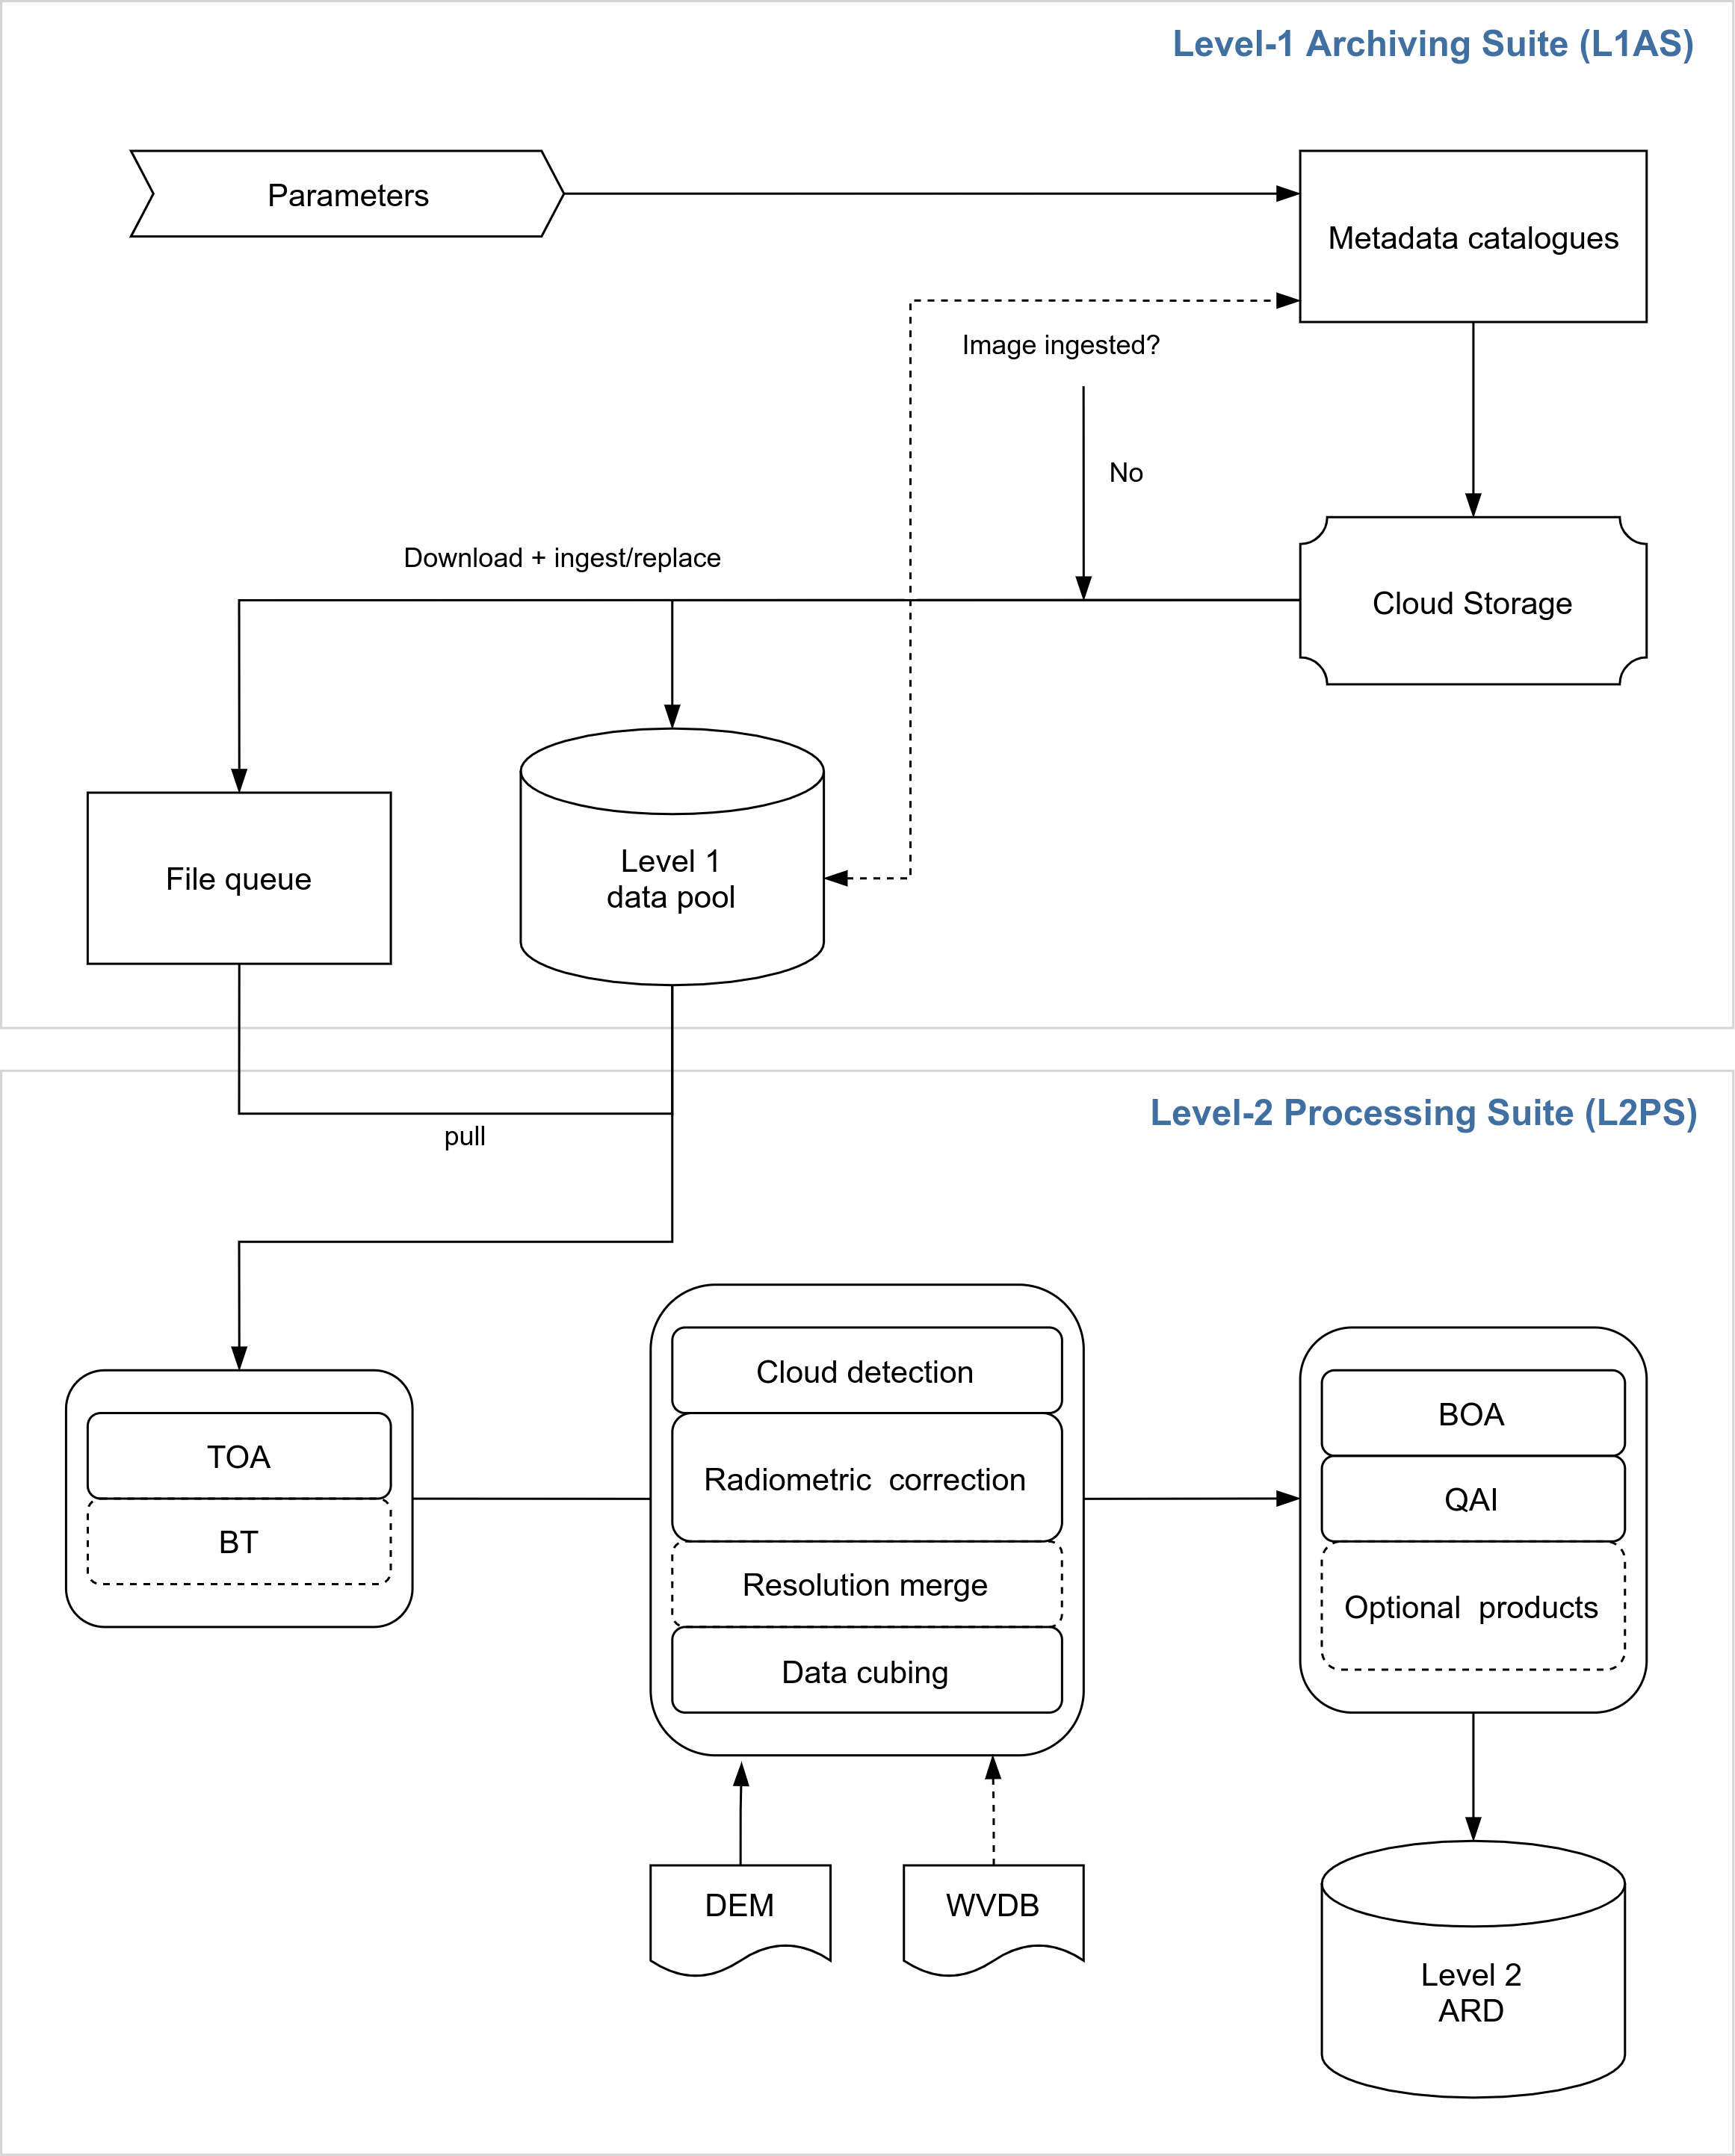 Level-1 Archiving Suite (L1AS)
Parameters
Metadata catalogues
Image ingested?
No
Download + ingest/replace
Cloud Storage
File queue
Level 1
data pool
Level-2 Processing Suite (L2PS)
pull
TOA
BT
Cloud detection
Radiometric correction
Resolution merge
Data cubing
BOA
QAI
Optional products
DEM
WVDB
Level 2
ARD